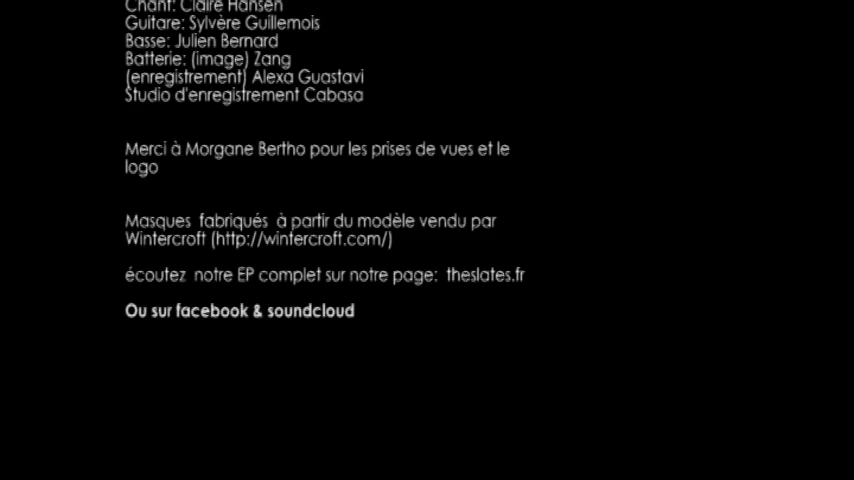 Chant: Claire Hansen
Guitare: Sylvère Guillemois
Basse: Julien Bernard
Batterie: (image) Zang
(enregistrement) Alexa Guastavi
Studio d'enregistrement Cabasa
Merci à Morgane Bertho pour les prises de vues et le
logo
Masques fabriqués à partir du modèle vendu par
Wintercroft (http://wintercroft.com/)
écoutez notre EP complet sur notre page: theslates.fr
Ou sur facebook & soundcloud